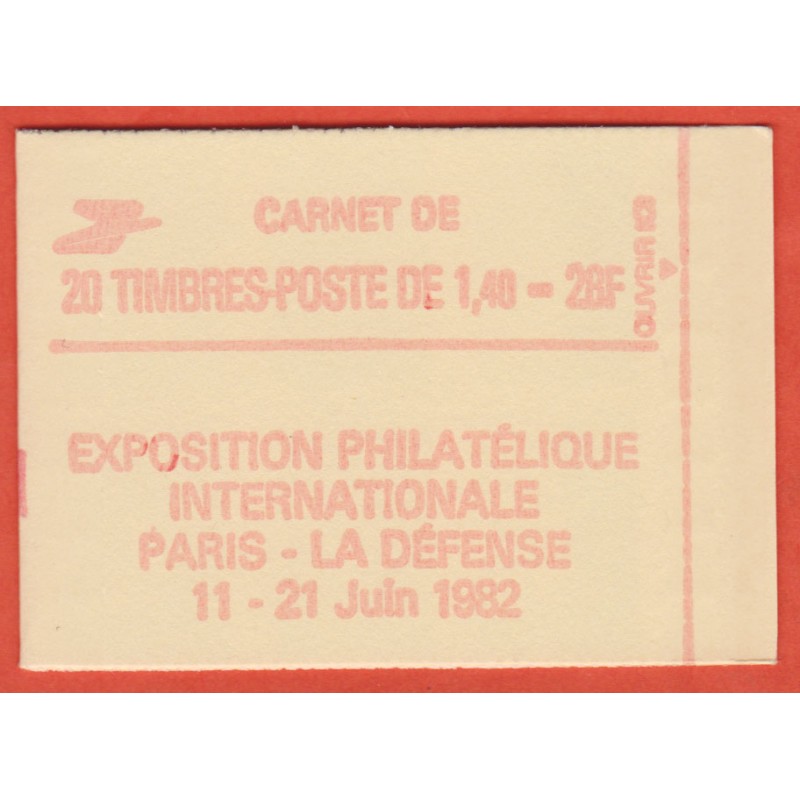 CARNET DE
20 TIMBRES-POSTE DE 1,40 - 28F
OUVRIR ICI
EXPOSITION PHILATÉLIQUE
INTERNATIONALE
PARIS - LA DÉFENSE
11 - 21 Juin 1982